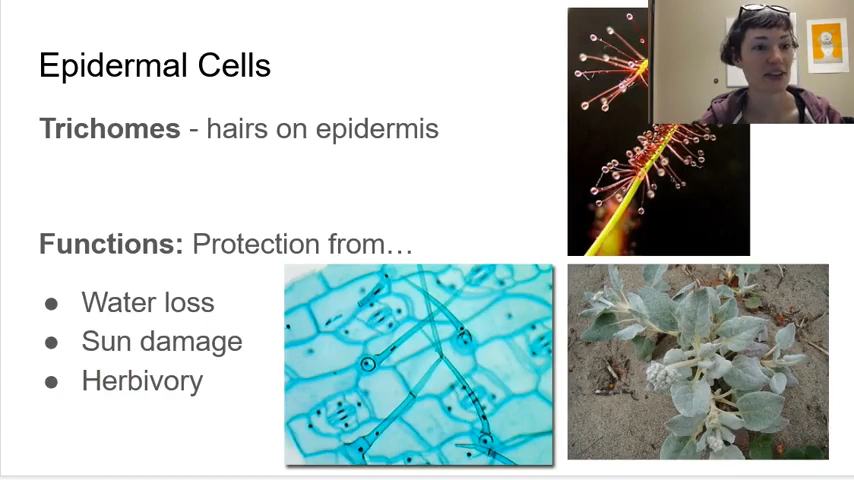 Epidermal Cells
Trichomes - hairs on epidermis
Functions: Protection from…
● Water loss
● Sun damage
● Herbivory